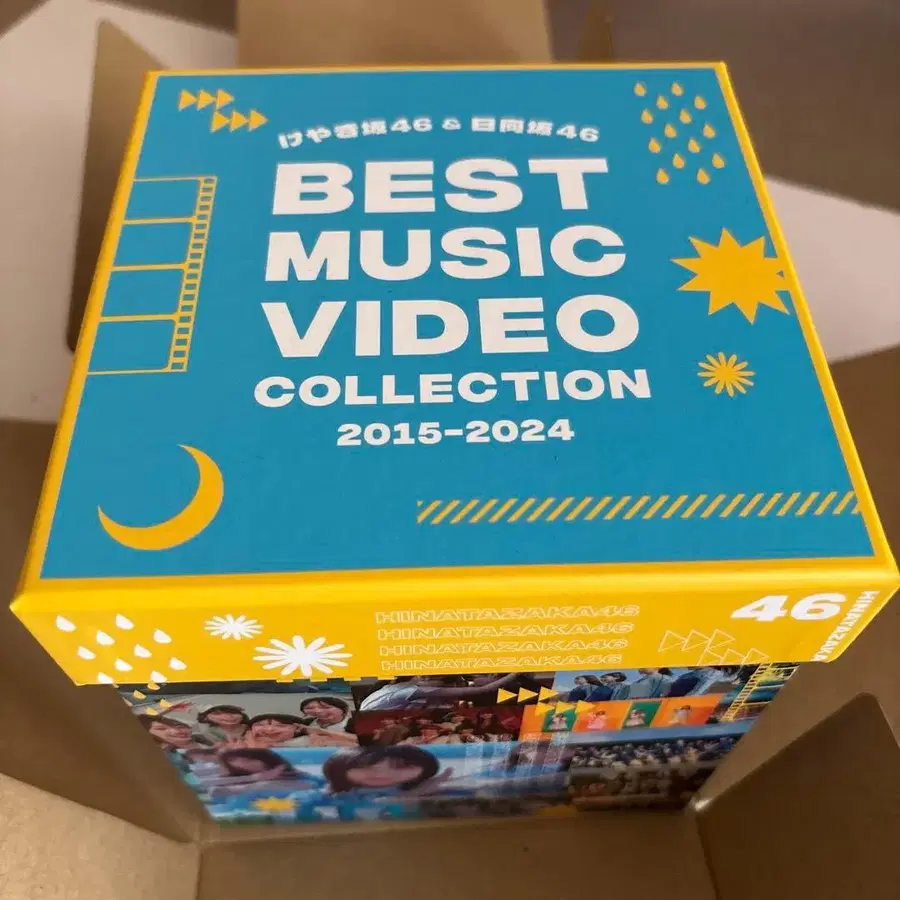 けやき坂46 & 日向坂46
BEST
MUSIC
VIDEO
COLLECTION
2015-2024
HINATAZAKA46
HINATAZAKA46
HINATAZAKA46
HINATAZAKA46
46
HINATAZAKA